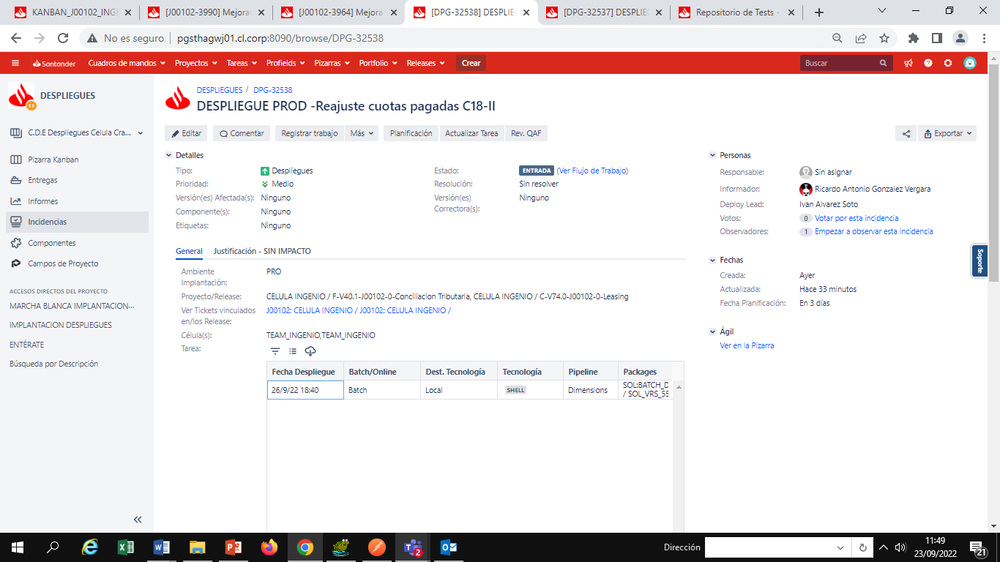 KANBAN_J00102_INGE
[J00102-3990] Mejora
[J00102-3964] Mejora
[DPG-32538] DESPLIE
[DPG-32537] DESPLIE
Repositorio de Tests -
No es seguro
pgsthagwj01.cl.corp:8090/browse/DPG-32538
Santander
Cuadros de mandos
Proyectos
Tareas
Profields
Pizarras
Portfolio
Releases
Crear
Buscar
DESPLIEGUES
C.D.E Despliegues Celula Cra...
Pizarra Kanban
Entregas
Informes
Incidencias
Componentes
Campos de Proyecto
ACCESOS DIRECTOS DEL PROYECTO
MARCHA BLANCA IMPLANTACION...
IMPLANTACION DESPLIEGUES
ENTÉRATE
Búsqueda por Descripción
DESPLIEGUES / DPG-32538
DESPLIEGUE PROD -Reajuste cuotas pagadas C18-II
Editar
Comentar
Registrar trabajo
Más
Planificación
Actualizar Tarea
Rev. QAF
Exportar
Detalles
Tipo: Despliegues
Prioridad: Medio
Versión(es) Afectada(s): Ninguno
Componente(s): Ninguno
Etiquetas: Ninguno
Estado: ENTRADA (Ver Flujo de Trabajo)
Resolución: Sin resolver
Versión(es) Ninguno
Correctora(s):
General
Justificación - SIN IMPACTO
Ambiente PRO
Implantación:
Proyecto/Release: CELULA INGENIO / F-V40.1-J00102-0-Conciliacion Tributaria, CELULA INGENIO / C-V74.0-J00102-0-Leasing
Ver Tickets vinculados J00102: CELULA INGENIO / J00102: CELULA INGENIO /
en/los Release:
Célula(s): TEAM_INGENIO,TEAM_INGENIO
Tarea:
Fecha Despliegue Batch/Online Dest. Tecnología Tecnología Pipeline Packages
26/9/22 18:40 Batch Local SHELL Dimensions SOL:BATCH_D
/ SOL_VRS_55
Personas
Responsable: Sin asignar
Informador: Ricardo Antonio Gonzalez Vergara
Deploy Lead: Ivan Alvarez Soto
Votos: 0 Votar por esta incidencia
Observadores: 1 Empezar a observar esta incidencia
Fechas
Creada: Ayer
Actualizada: Hace 33 minutos
Fecha Planificación: En 3 días
Ágil
Ver en la Pizarra
Soporte
Dirección
11:49
23/09/2022
2
21